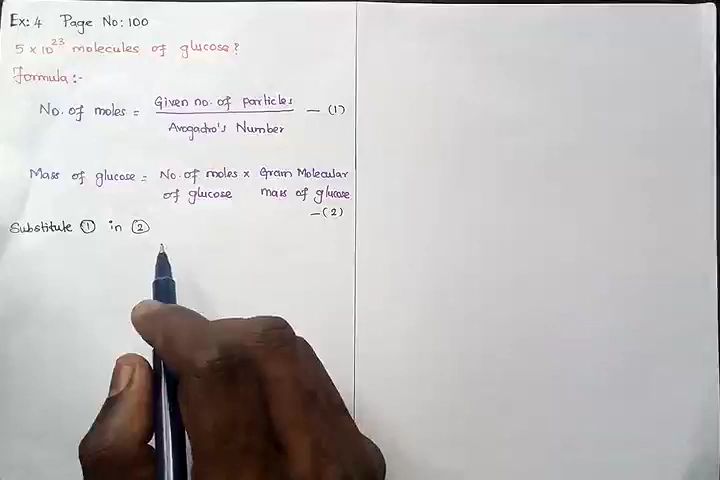 Ex: 4 Page No: 100
5 × 10²³ molecules of glucose?
Formula:-
No. of moles = Given no. of particles — (1)
Avogadro's Number
Mass of glucose = No. of moles × Gram Molecular
of glucose mass of glucose
— (2)
Substitute ① in ②